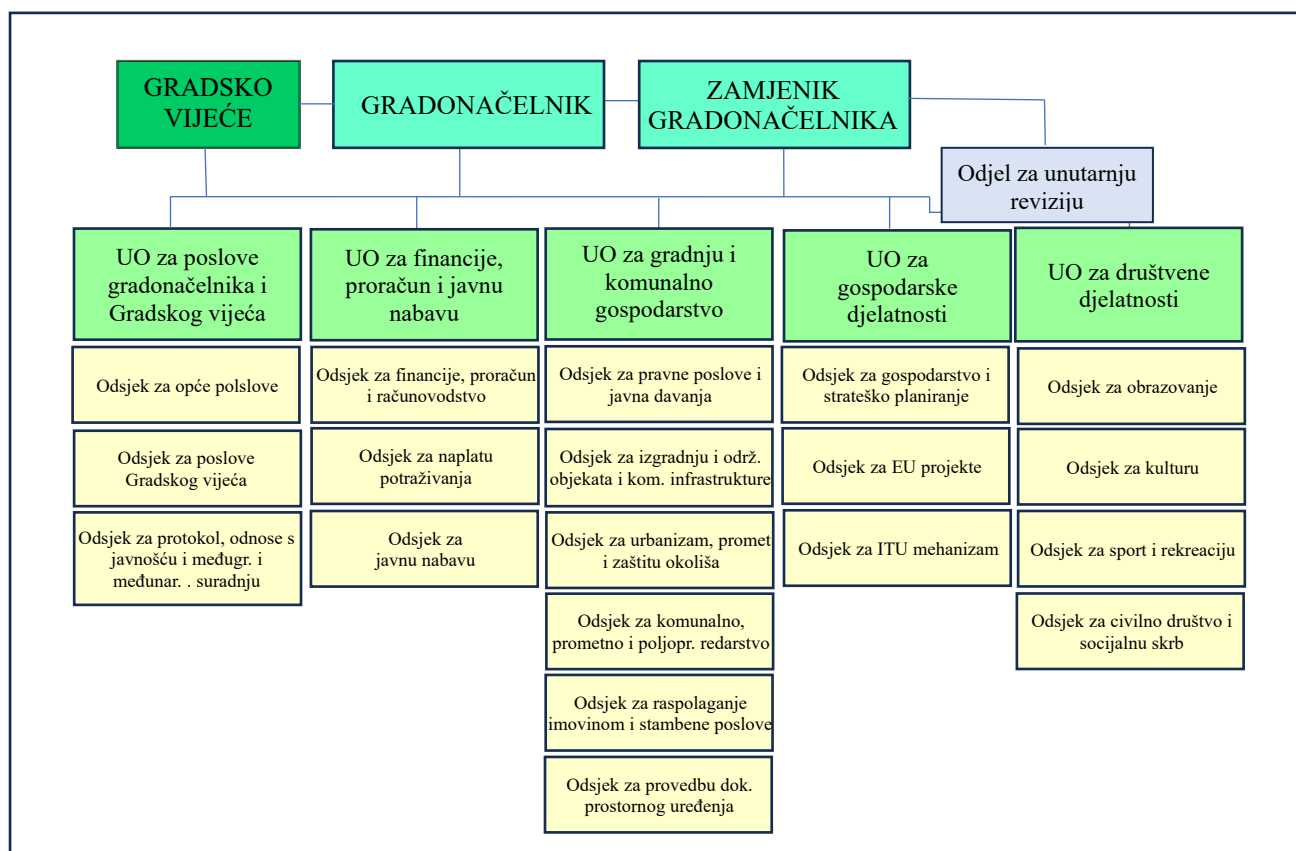 GRADSKO
VIJEĆE
GRADONAČELNIK
ZAMJENIK
GRADONAČELNIKA
Odjel za unutarnju
reviziju
UO za poslove
gradonačelnika i
Gradskog vijeća
UO za financije,
proračun i javnu
nabavu
UO za gradnju i
komunalno
gospodarstvo
UO za
gospodarske
djelatnosti
UO za društvene
djelatnosti
Odsjek za opće polslove
Odsjek za poslove
Gradskog vijeća
Odsjek za protokol, odnose s
javnošću i međugr. i
međunar. . suradnju
Odsjek za financije, proračun
i računovodstvo
Odsjek za naplatu
potraživanja
Odsjek za
javnu nabavu
Odsjek za pravne poslove i
javna davanja
Odsjek za izgradnju i održ.
objekata i kom. infrastrukture
Odsjek za urbanizam, promet
i zaštitu okoliša
Odsjek za komunalno,
prometno i poljopr. redarstvo
Odsjek za raspolaganje
imovinom i stambene poslove
Odsjek za provedbu dok.
prostornog uređenja
Odsjek za gospodarstvo i
strateško planiranje
Odsjek za EU projekte
Odsjek za ITU mehanizam
Odsjek za obrazovanje
Odsjek za kulturu
Odsjek za sport i rekreaciju
Odsjek za civilno društvo i
socijalnu skrb